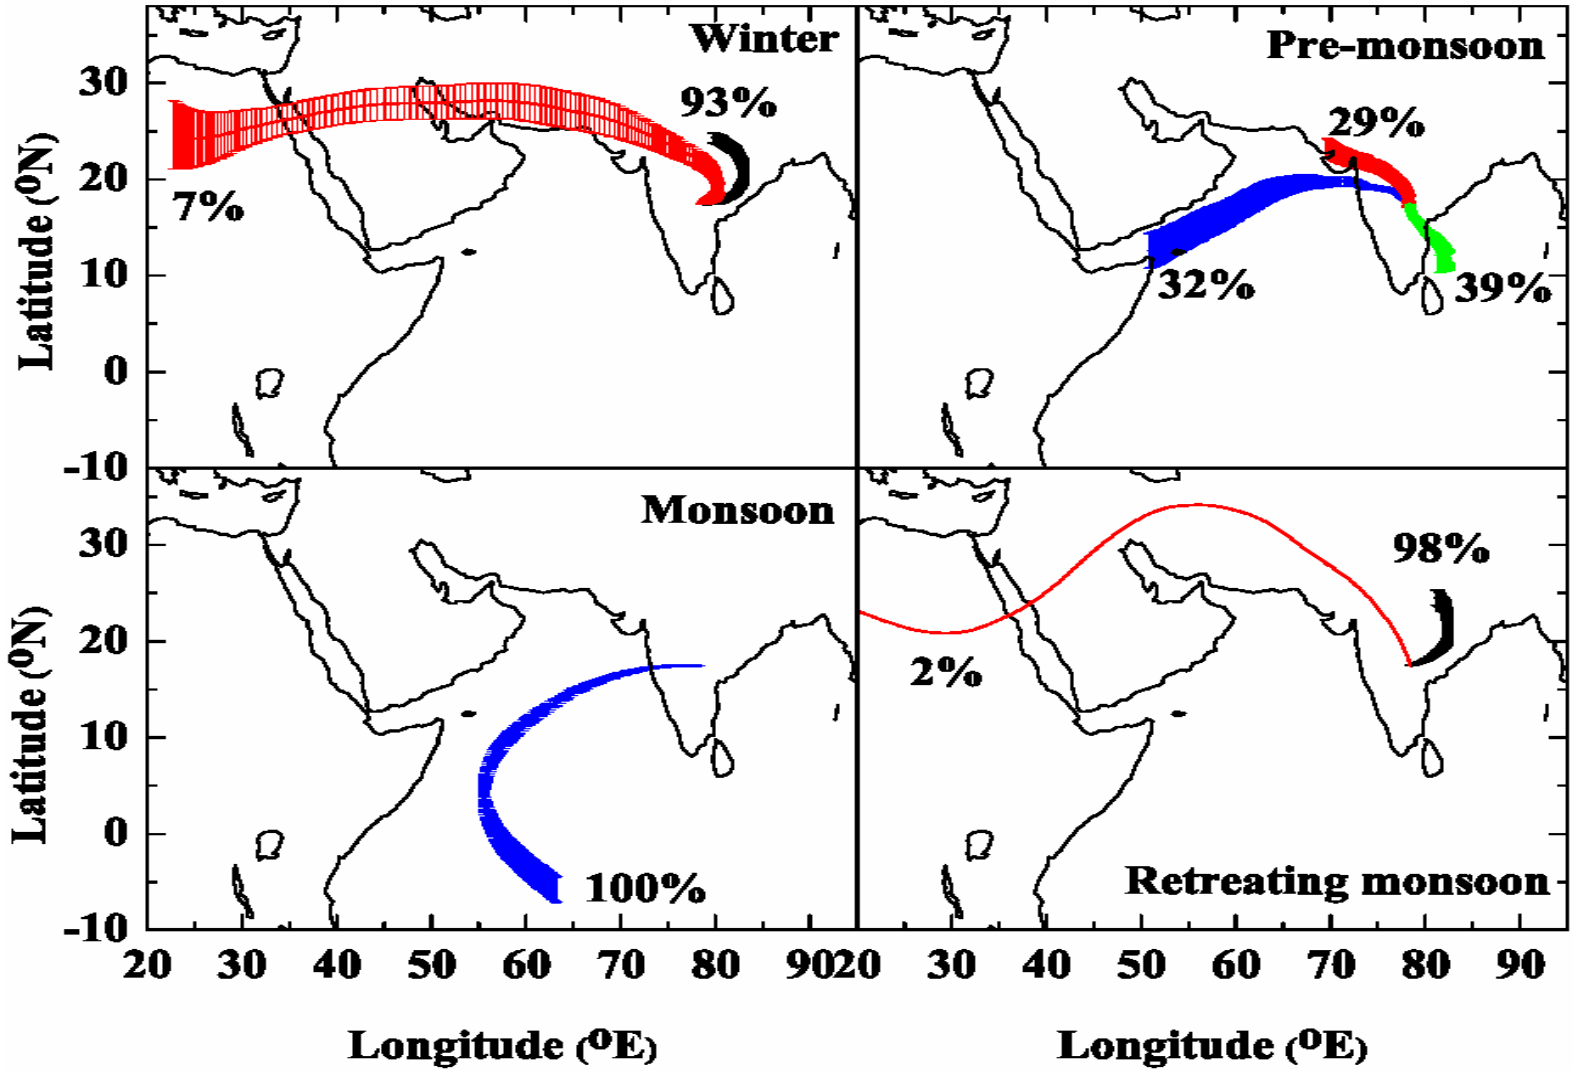 Winter
93%
7%
Pre-monsoon
29%
32%
39%
30
20
10
0
-10
Latitude (⁰N)
Monsoon
100%
98%
2%
Retreating monsoon
30
20
10
0
-10
Latitude (⁰N)
20 30 40 50 60 70 80 90 20 30 40 50 60 70 80 90
Longitude (⁰E) Longitude (⁰E)